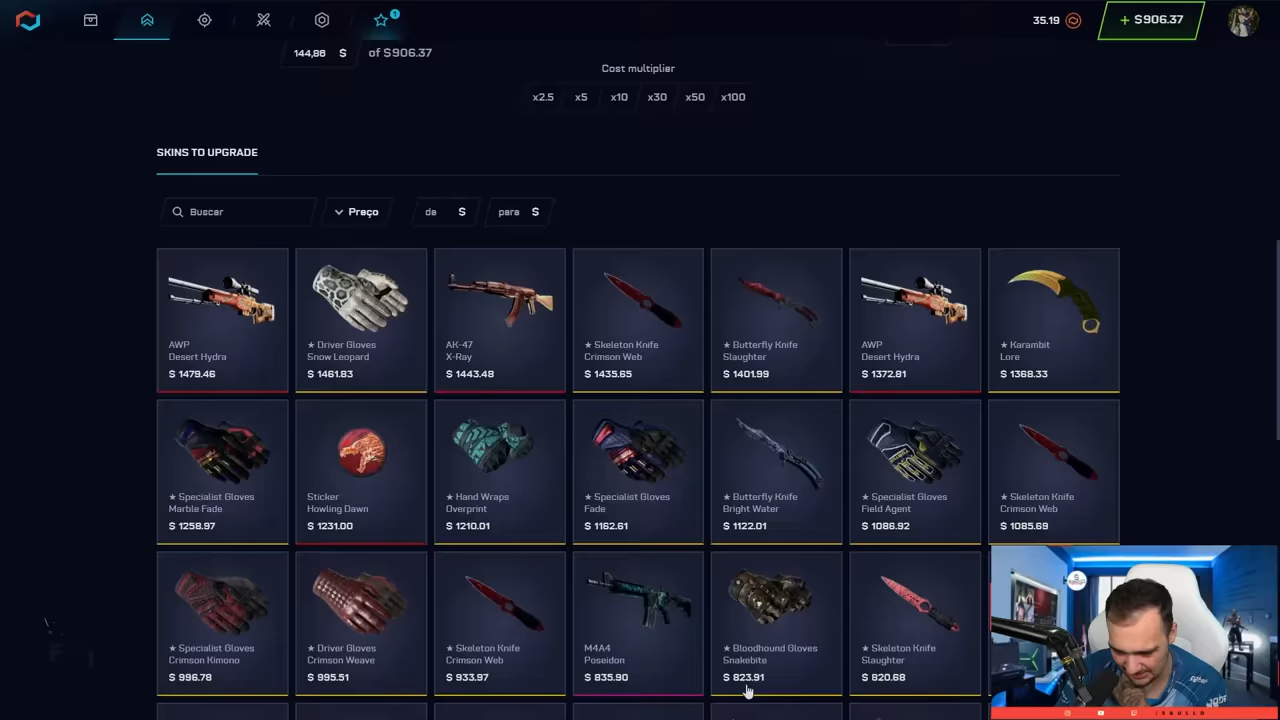 1
35.19
+ $906.37
144,86 $ of $906.37
Cost multiplier
x2.5 x5 x10 x30 x50 x100
SKINS TO UPGRADE
Buscar
Preço
de $
para $
AWP
Desert Hydra
$ 1479.46
★ Driver Gloves
Snow Leopard
$ 1461.83
AK-47
X-Ray
$ 1443.48
★ Skeleton Knife
Crimson Web
$ 1435.65
★ Butterfly Knife
Slaughter
$ 1401.99
AWP
Desert Hydra
$ 1372.81
★ Karambit
Lore
$ 1368.33
★ Specialist Gloves
Marble Fade
$ 1258.97
Sticker
Howling Dawn
$ 1231.00
★ Hand Wraps
Overprint
$ 1210.01
★ Specialist Gloves
Fade
$ 1162.61
★ Butterfly Knife
Bright Water
$ 1122.01
★ Specialist Gloves
Field Agent
$ 1086.92
★ Skeleton Knife
Crimson Web
$ 1085.69
★ Specialist Gloves
Crimson Kimono
$ 996.78
★ Driver Gloves
Crimson Weave
$ 995.51
★ Skeleton Knife
Crimson Web
$ 933.97
M4A4
Poseidon
$ 835.90
★ Bloodhound Gloves
Snakebite
$ 823.91
★ Skeleton Knife
Slaughter
$ 820.68